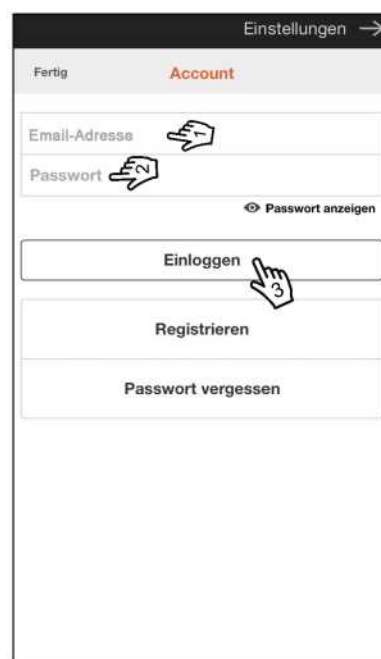 Einstellungen →
Fertig Account
Email-Adresse 1
Passwort 2
Passwort anzeigen
Einloggen 3
Registrieren
Passwort vergessen